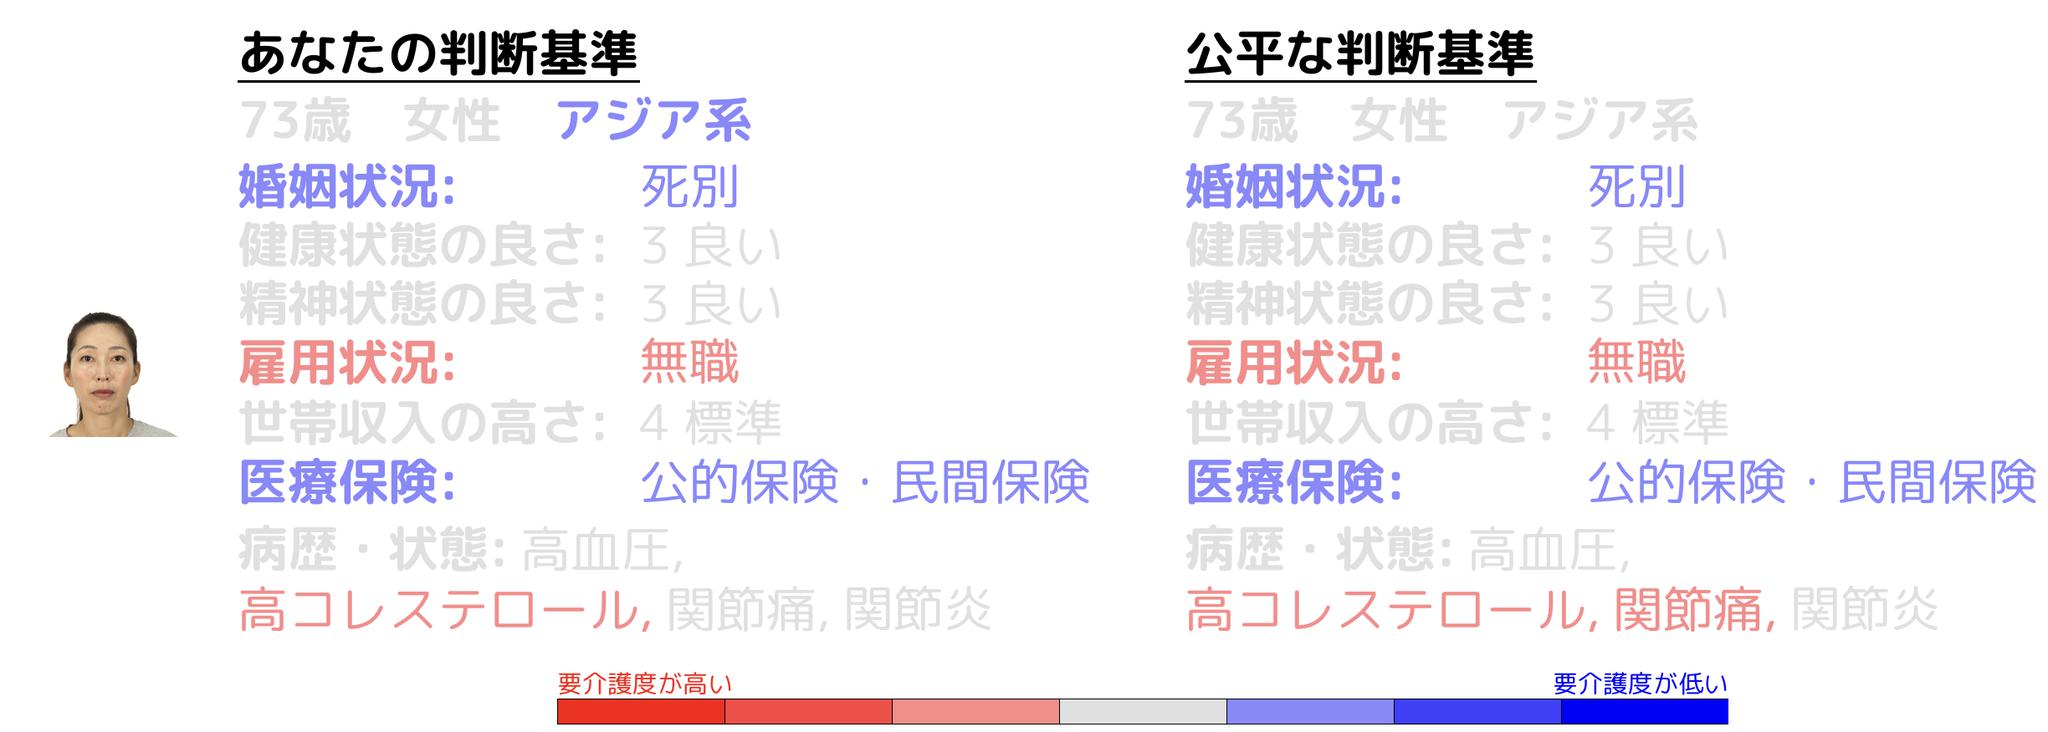 あなたの判断基準
73歳 女性 アジア系
婚姻状況: 死別
健康状態の良さ: 3 良い
精神状態の良さ: 3 良い
雇用状況: 無職
世帯収入の高さ: 4 標準
医療保険: 公的保険・民間保険
病歴・状態: 高血圧,
高コレステロール, 関節痛, 関節炎
公平な判断基準
73歳 女性 アジア系
婚姻状況: 死別
健康状態の良さ: 3 良い
精神状態の良さ: 3 良い
雇用状況: 無職
世帯収入の高さ: 4 標準
医療保険: 公的保険・民間保険
病歴・状態: 高血圧,
高コレステロール, 関節痛, 関節炎
要介護度が高い
要介護度が低い